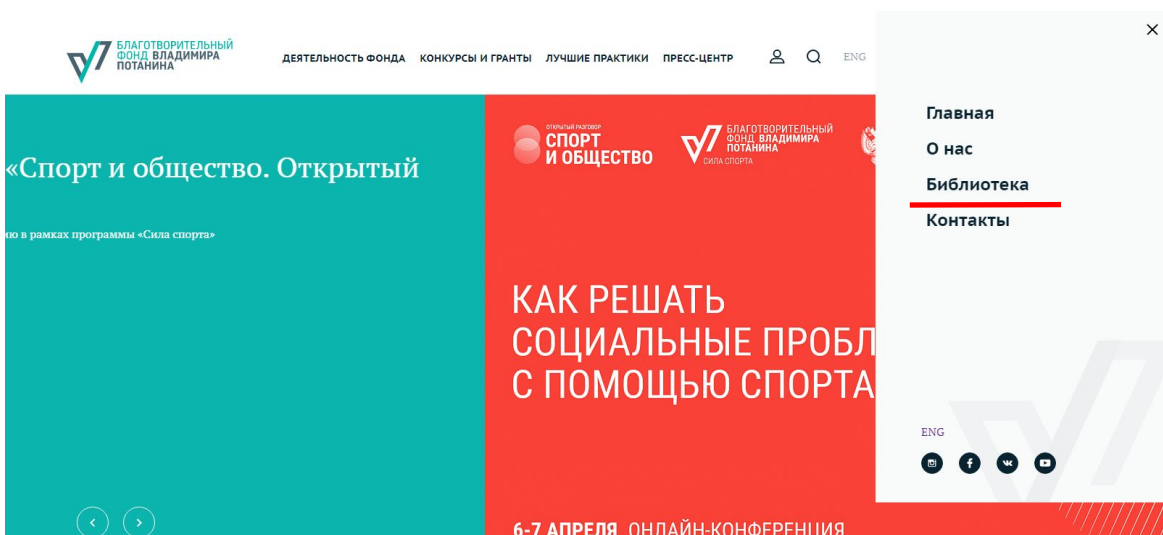 БЛАГОТВОРИТЕЛЬНЫЙ
ФОНД ВЛАДИМИРА
ПОТАНИНА
ДЕЯТЕЛЬНОСТЬ ФОНДА КОНКУРСЫ И ГРАНТЫ ЛУЧШИЕ ПРАКТИКИ ПРЕСС-ЦЕНТР ENG
«Спорт и общество. Открытый
ию в рамках программы «Сила спорта»
ОТКРЫТЫЙ РАЗГОВОР
СПОРТ
И ОБЩЕСТВО
БЛАГОТВОРИТЕЛЬНЫЙ
ФОНД ВЛАДИМИРА
ПОТАНИНА
СИЛА СПОРТА
КАК РЕШАТЬ
СОЦИАЛЬНЫЕ ПРОБЛ
С ПОМОЩЬЮ СПОРТА
6-7 АПРЕЛЯ ОНЛАЙН-КОНФЕРЕНЦИЯ
Главная
О нас
Библиотека
Контакты
ENG